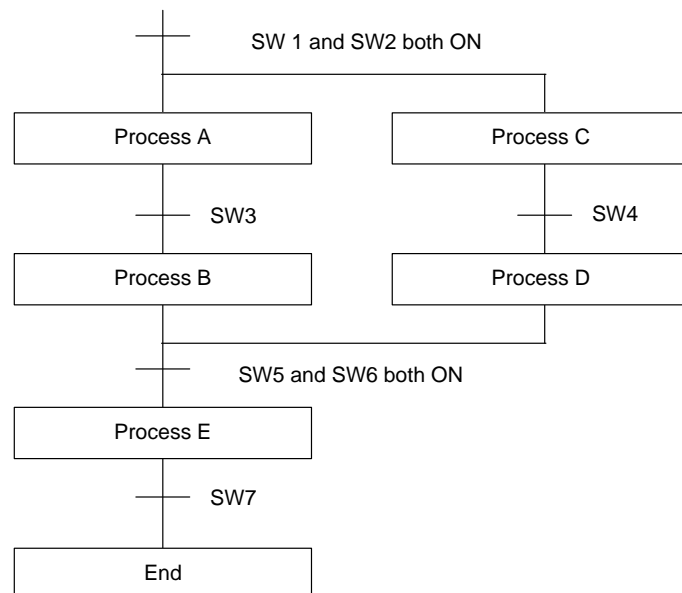 SW 1 and SW2 both ON
Process A
Process C
SW3
SW4
Process B
Process D
SW5 and SW6 both ON
Process E
SW7
End